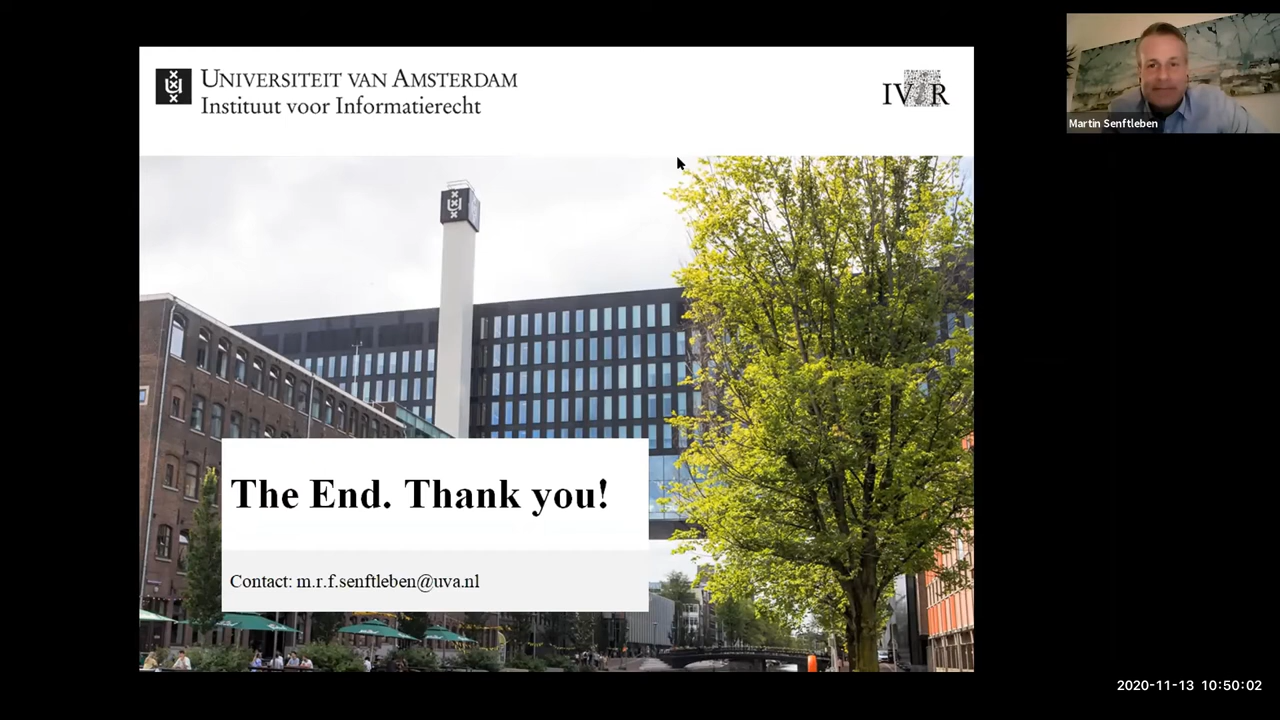 UNIVERSITEIT VAN AMSTERDAM
Instituut voor Informatierecht
IViR
Martin Senftleben
The End. Thank you!
Contact: m.r.f.senftleben@uva.nl
2020-11-13 10:50:02